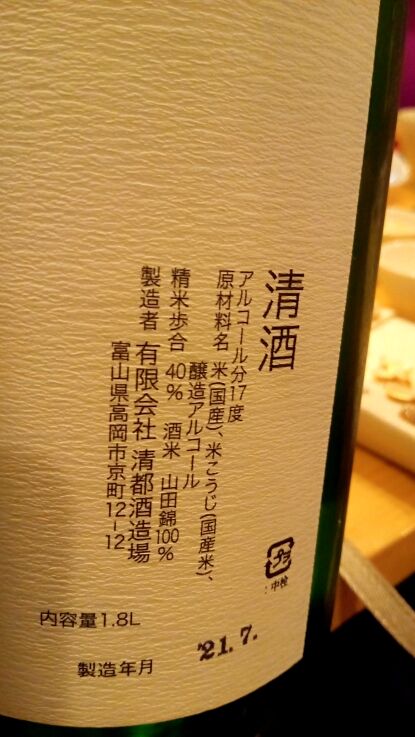 清酒
アルコール分17度
原材料名 米(国産)、米こうじ(国産米)、
醸造アルコール
精米歩合 40% 酒米 山田錦100%
製造者 有限会社 清都酒造場
富山県高岡市京町12-12
プラ
:中栓
内容量1.8L
製造年月
'21.7.